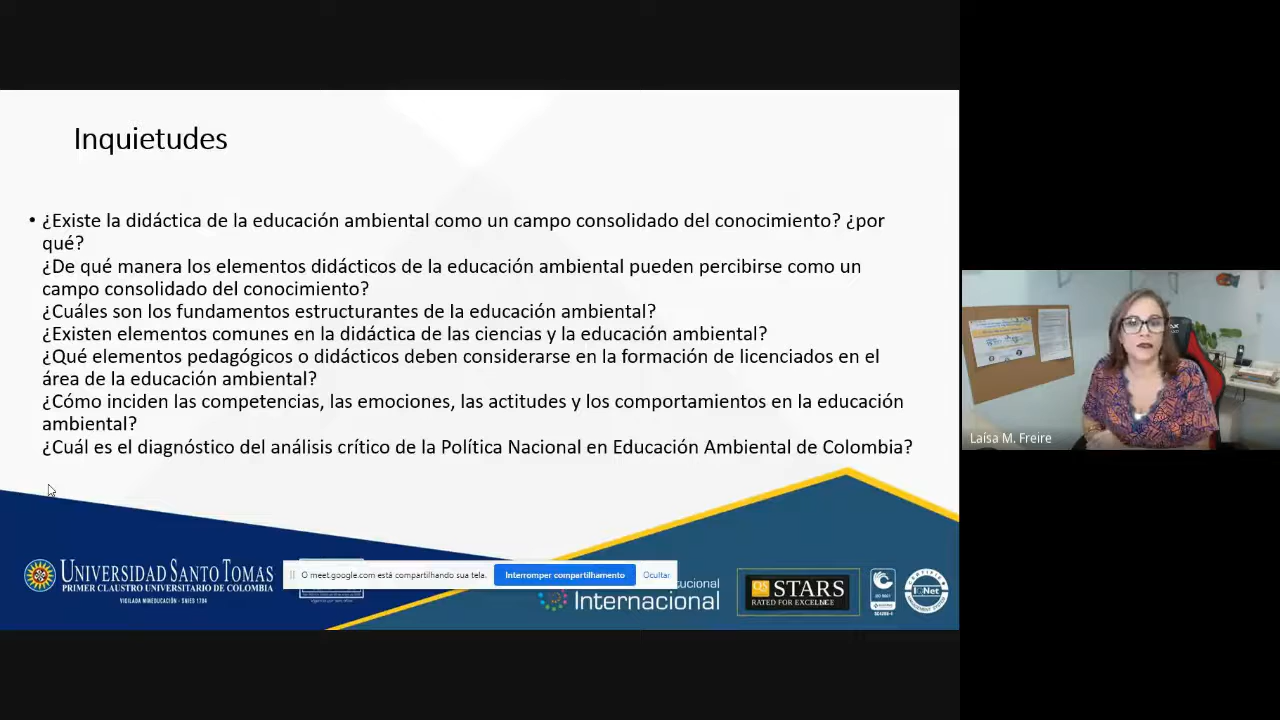 Inquietudes
• ¿Existe la didáctica de la educación ambiental como un campo consolidado del conocimiento? ¿por
qué?
¿De qué manera los elementos didácticos de la educación ambiental pueden percibirse como un
campo consolidado del conocimiento?
¿Cuáles son los fundamentos estructurantes de la educación ambiental?
¿Existen elementos comunes en la didáctica de las ciencias y la educación ambiental?
¿Qué elementos pedagógicos o didácticos deben considerarse en la formación de licenciados en el
área de la educación ambiental?
¿Cómo inciden las competencias, las emociones, las actitudes y los comportamientos en la educación
ambiental?
¿Cuál es el diagnóstico del análisis crítico de la Política Nacional en Educación Ambiental de Colombia?
Laísa M. Freire
UNIVERSIDAD SANTO TOMAS
PRIMER CLAUSTRO UNIVERSITARIO DE COLOMBIA
VIGILADA MINEDUCACIÓN - SNIES 1704
O meet.google.com está compartilhando sua tela.
Interromper compartilhamento
Ocultar
Internacional
QS STARS
RATED FOR EXCELLENCE
IQNet